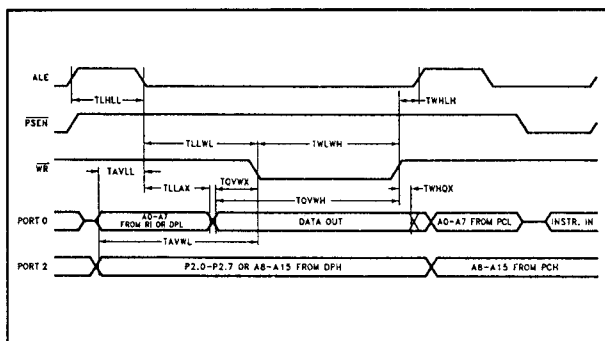 ALE
TLHLL
TWHLH
PSEN
TLLWL
TWLWH
WR
TAVLL
TLLAX
TQVWX
TQVWH
TWHQX
PORT 0
A0-A7
FROM RI OR DPL
DATA OUT
A0-A7 FROM PCL
INSTR. IN
TAVWL
PORT 2
P2.0-P2.7 OR A8-A15 FROM DPH
A8-A15 FROM PCH